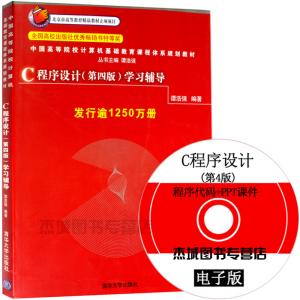 北京市高等教育精品教材立项项目
全国高校出版社优秀畅销书特等奖
中国高等院校计算机基础教育课程体系规划教材
丛书主编 谭浩强
C程序设计(第四版)学习辅导
谭浩强 编著
发行逾1250万册
清华大学出版社
C程序设计(第四版)学习辅导
清华大学出版社
C程序设计
(第4版)
程序代码+PPT课件
电子版
杰城图书专营店
杰城图书专营店